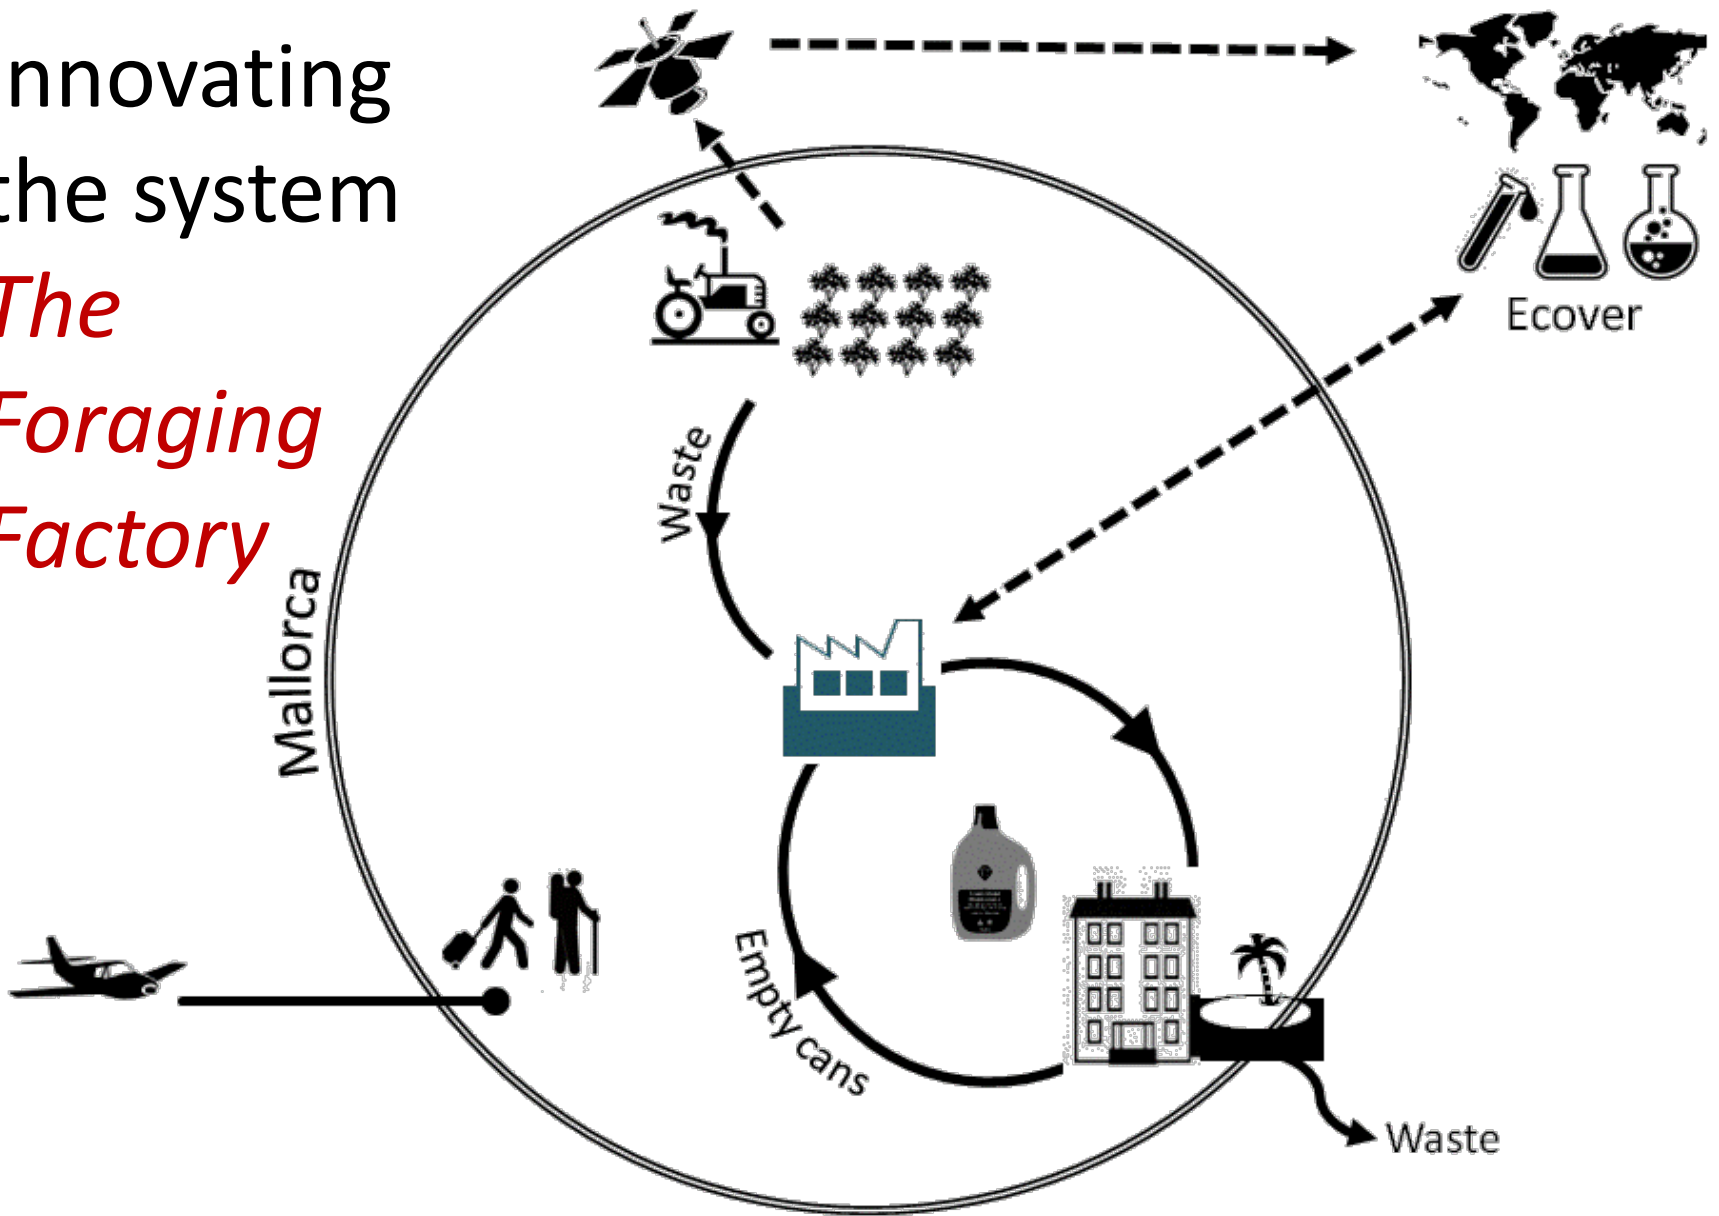 nnovating
the system
The
Foraging
Factory
Ecover
Waste
Mallorca
Empty cans
Waste